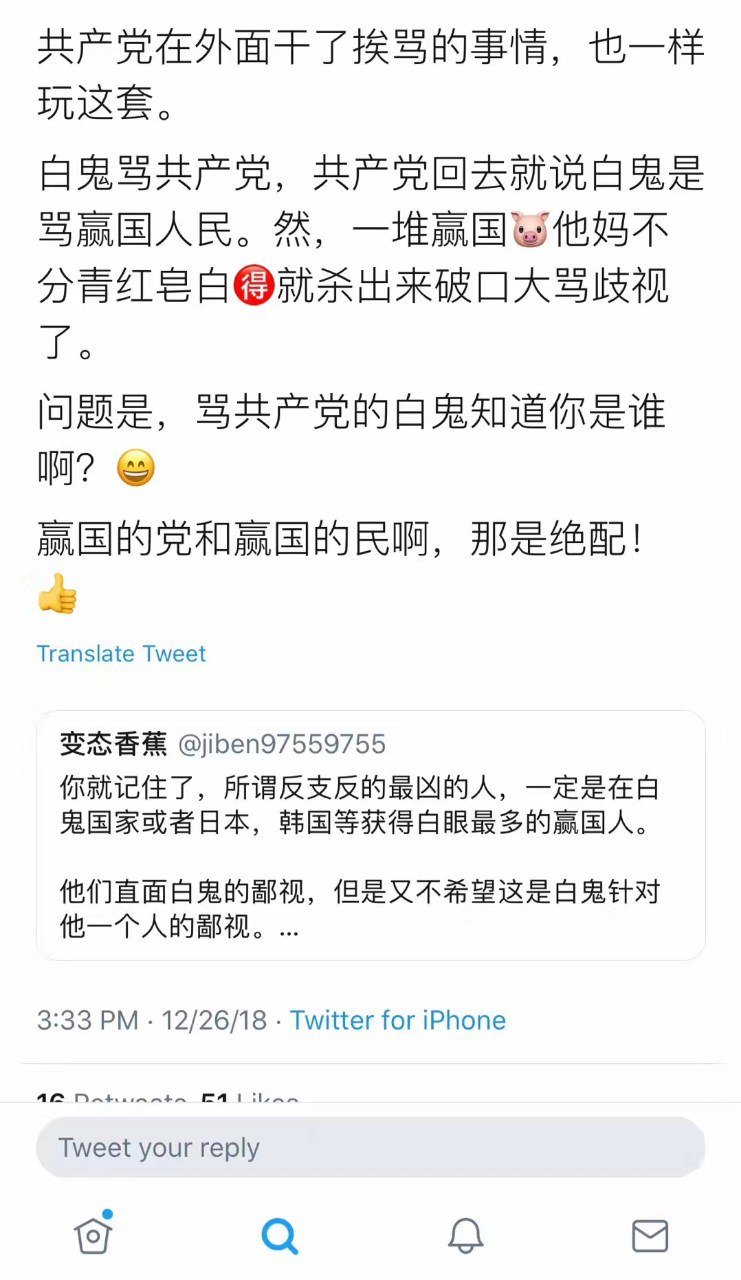 共产党在外面干了挨骂的事情，也一样
玩这套。
白鬼骂共产党，共产党回去就说白鬼是
骂赢国人民。然，一堆赢国🐷他妈不
分青红皂白🉐就杀出来破口大骂歧视
了。
问题是，骂共产党的白鬼知道你是谁
啊？😄
赢国的党和赢国的民啊，那是绝配！
👍
Translate Tweet
变态香蕉 @jiben97559755
你就记住了，所谓反支反的最凶的人，一定是在白
鬼国家或者日本，韩国等获得白眼最多的赢国人。
他们直面白鬼的鄙视，但是又不希望这是白鬼针对
他一个人的鄙视。...
3:33 PM · 12/26/18 · Twitter for iPhone
16 Retweets 51 Likes
Tweet your reply